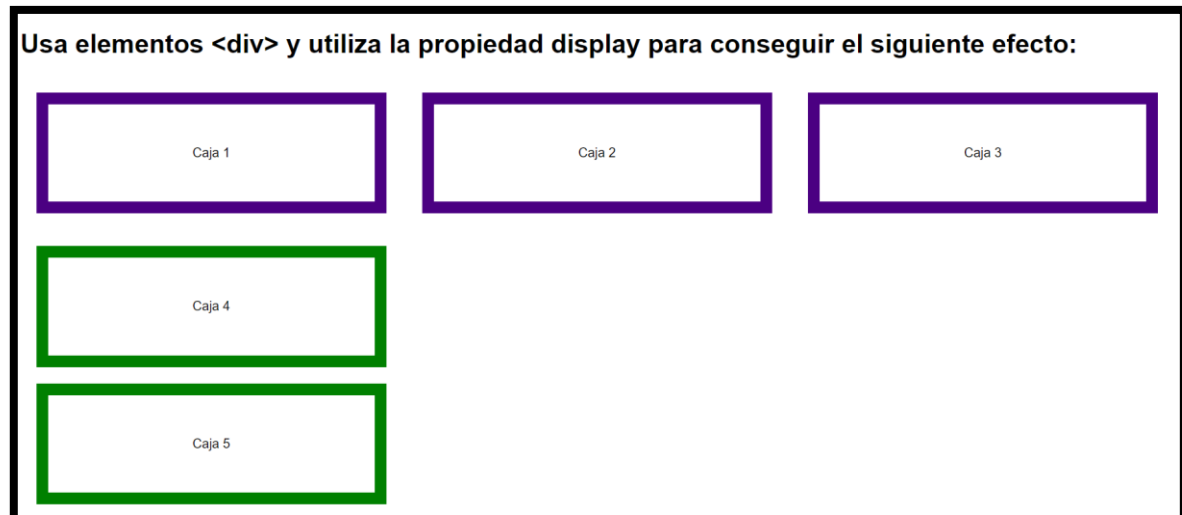 Usa elementos <div> y utiliza la propiedad display para conseguir el siguiente efecto:
Caja 1
Caja 2
Caja 3
Caja 4
Caja 5